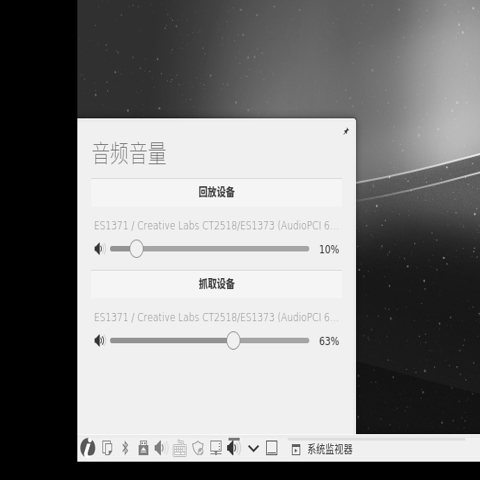 音频音量
回放设备
ES1371 / Creative Labs CT2518/ES1373 (AudioPCI 6...
10%
抓取设备
ES1371 / Creative Labs CT2518/ES1373 (AudioPCI 6...
63%
系统监视器